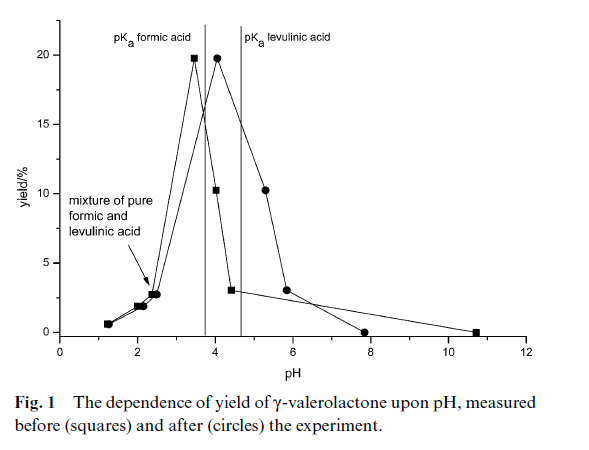 pKa formic acid
pKa levulinic acid
20
15
10
5
0
yield/%
mixture of pure
formic and
levulinic acid
0 2 4 6 8 10 12
pH
Fig. 1 The dependence of yield of γ-valerolactone upon pH, measured
before (squares) and after (circles) the experiment.